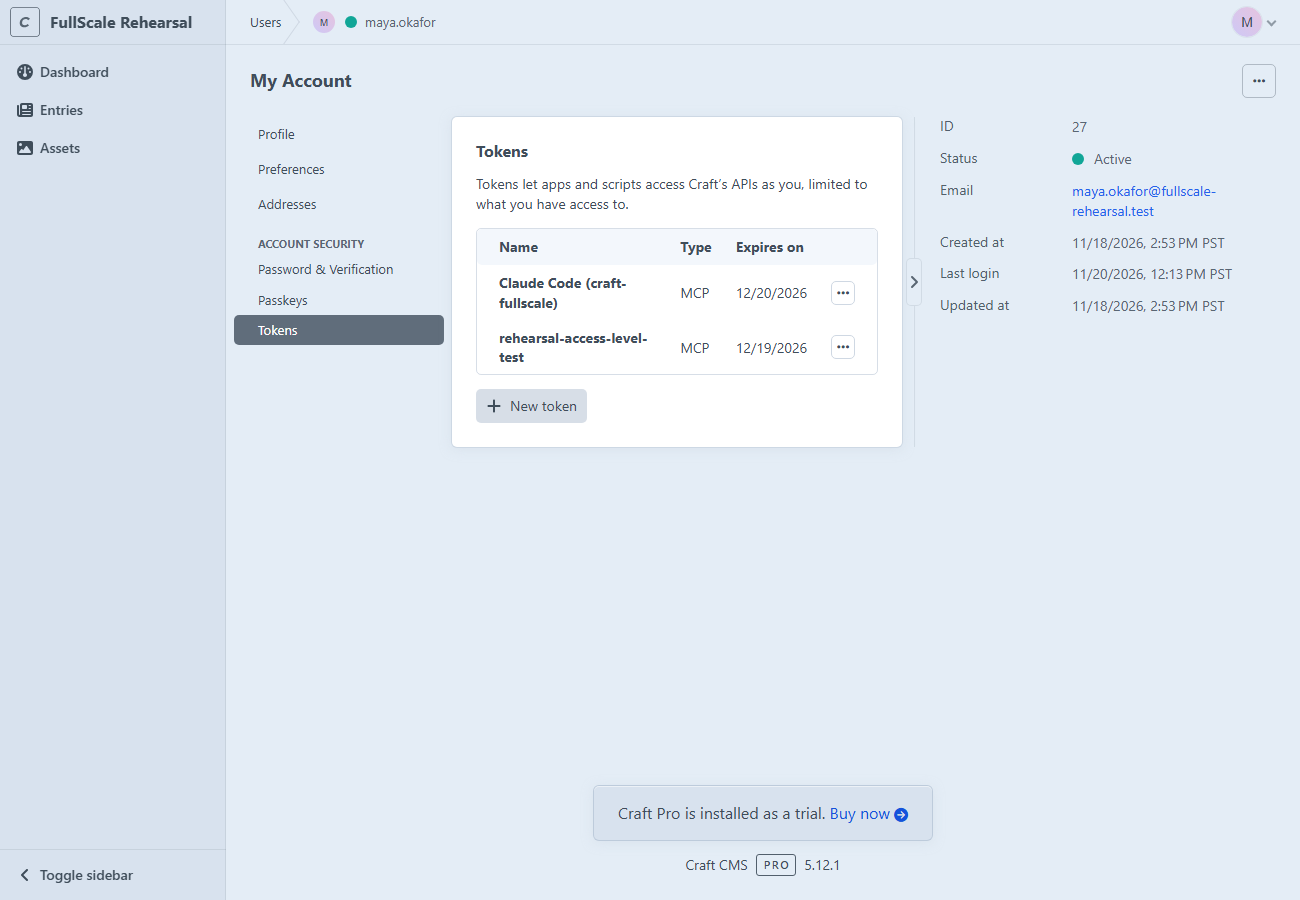 C FullScale Rehearsal
Users
M
maya.okafor
M
Dashboard
Entries
Assets
Toggle sidebar
My Account
Profile
Preferences
Addresses
ACCOUNT SECURITY
Password & Verification
Passkeys
Tokens
Tokens
Tokens let apps and scripts access Craft’s APIs as you, limited to
what you have access to.
Name Type Expires on
Claude Code (craft-
fullscale)
MCP 12/20/2026
rehearsal-access-level-
test
MCP 12/19/2026
New token
ID 27
Status Active
Email maya.okafor@fullscale-
rehearsal.test
Created at 11/18/2026, 2:53 PM PST
Last login 11/20/2026, 12:13 PM PST
Updated at 11/18/2026, 2:53 PM PST
Craft Pro is installed as a trial. Buy now
Craft CMS PRO 5.12.1